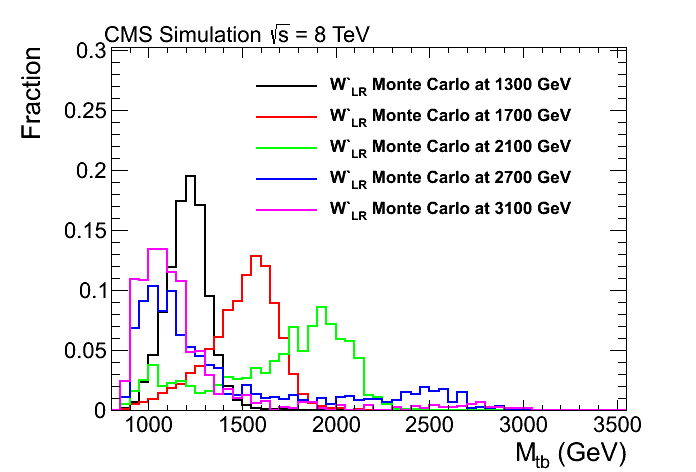 CMS Simulation √s = 8 TeV
Fraction
0.3
0.25
0.2
0.15
0.1
0.05
0
W`LR Monte Carlo at 1300 GeV
W`LR Monte Carlo at 1700 GeV
W`LR Monte Carlo at 2100 GeV
W`LR Monte Carlo at 2700 GeV
W`LR Monte Carlo at 3100 GeV
1000 1500 2000 2500 3000 3500
Mtb (GeV)